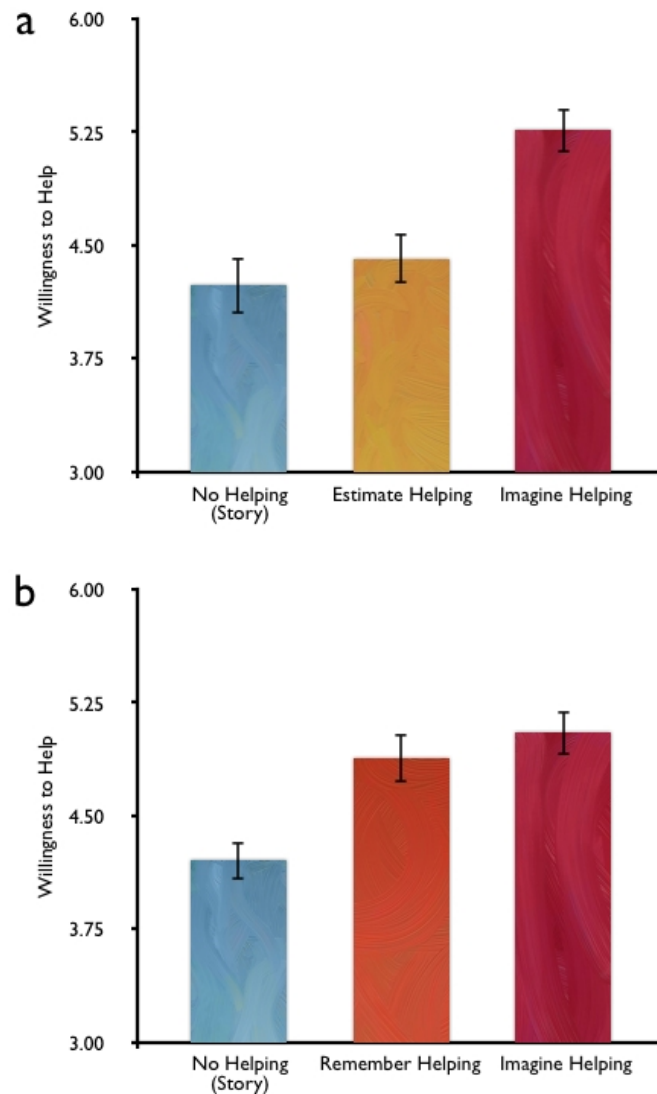 a
6.00
5.25
4.50
3.75
3.00
Willingness to Help
No Helping
(Story)
Estimate Helping
Imagine Helping
b
6.00
5.25
4.50
3.75
3.00
Willingness to Help
No Helping
(Story)
Remember Helping
Imagine Helping